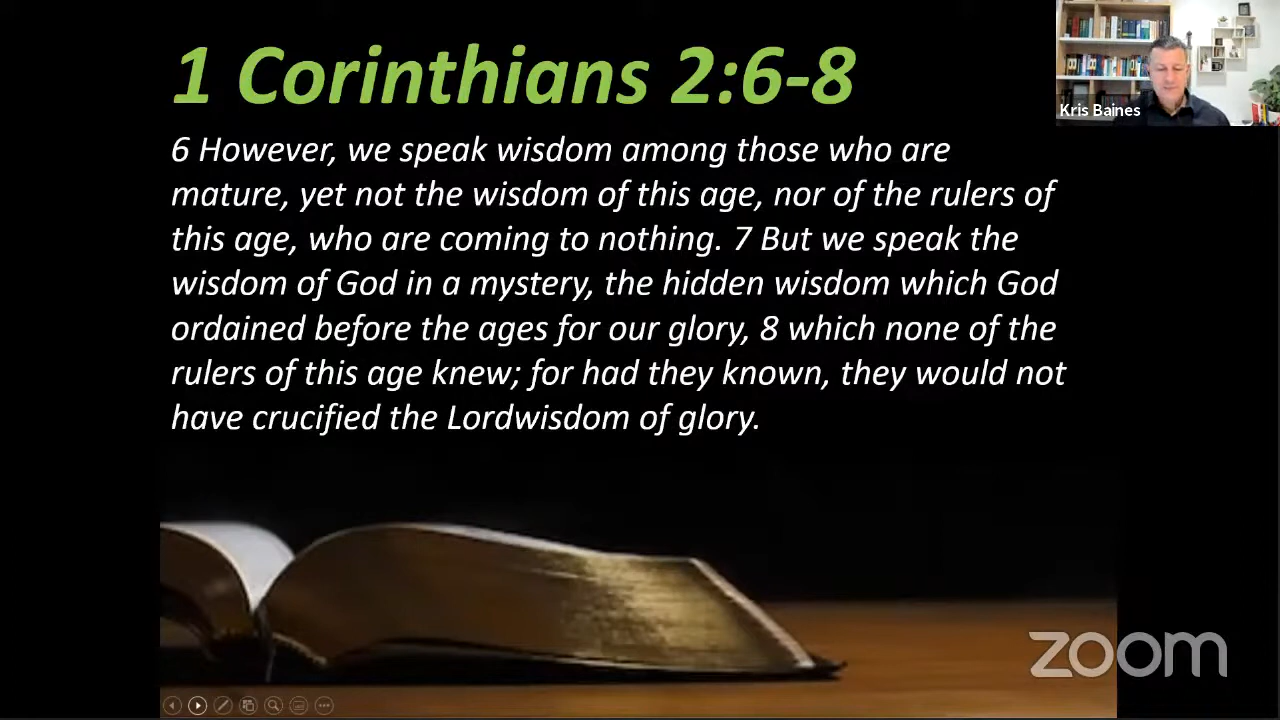 1 Corinthians 2:6-8
Kris Baines
6 However, we speak wisdom among those who are
mature, yet not the wisdom of this age, nor of the rulers of
this age, who are coming to nothing. 7 But we speak the
wisdom of God in a mystery, the hidden wisdom which God
ordained before the ages for our glory, 8 which none of the
rulers of this age knew; for had they known, they would not
have crucified the Lordwisdom of glory.
zoom